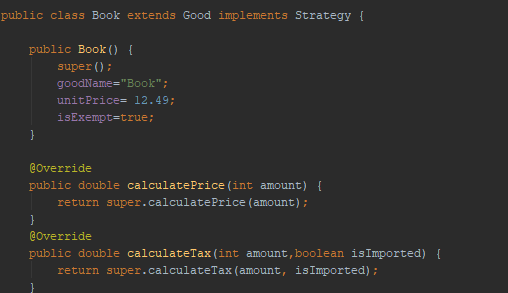 public class Book extends Good implements Strategy {
public Book() {
super();
goodName="Book";
unitPrice= 12.49;
isExempt=true;
}
@Override
public double calculatePrice(int amount) {
return super.calculatePrice(amount);
}
@Override
public double calculateTax(int amount,boolean isImported) {
return super.calculateTax(amount, isImported);
}